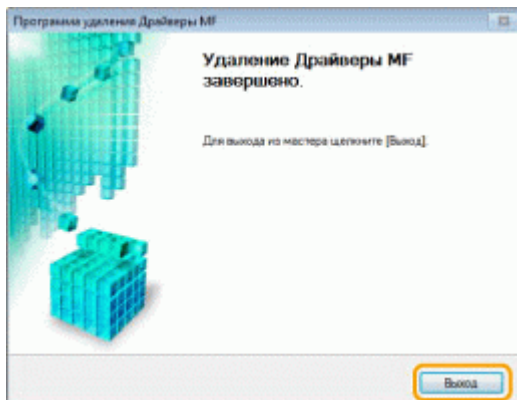 Программа удаления Драйверы MF
Удаление Драйверы MF
завершено.
Для выхода из мастера щелкните [Выход].
Выход